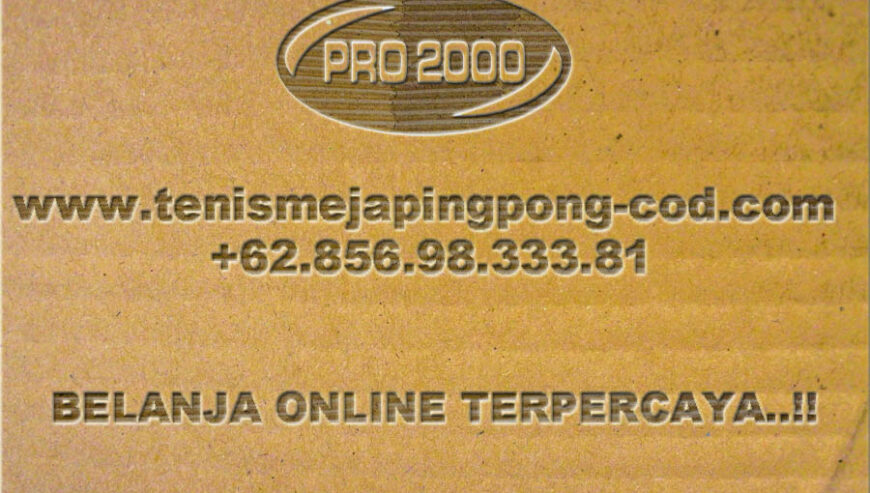 PRO 2000
www.tenismejapingpong-cod.com
+62.856.98.333.81
BELANJA ONLINE TERPERCAYA..!!